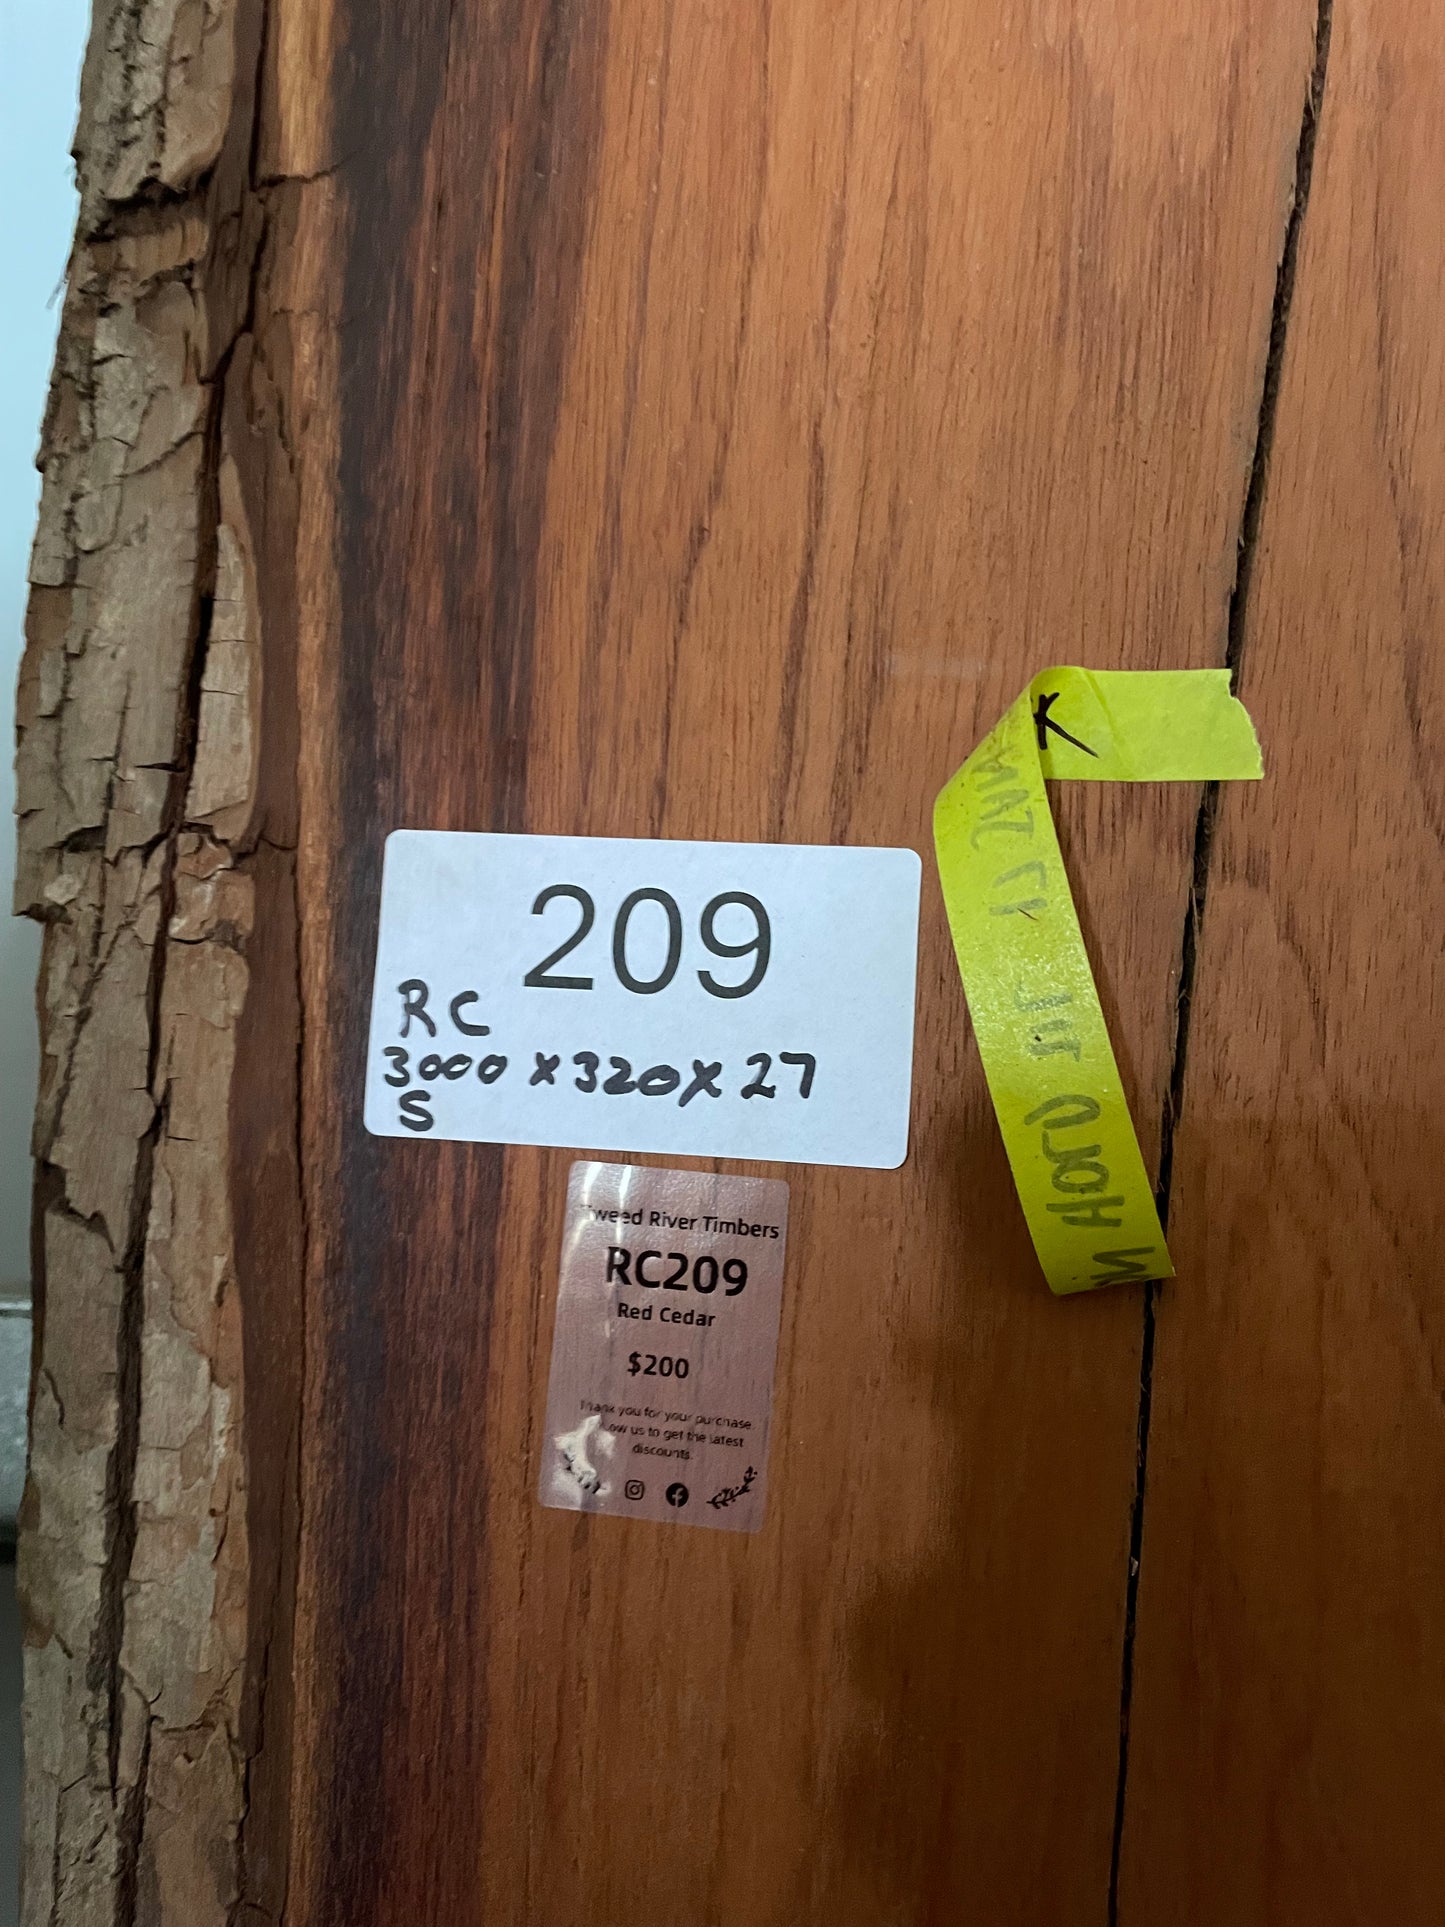 209
RC
3000 x 320 x 27
S
Tweed River Timbers
RC209
Red Cedar
$200
Thank you for your purchase.
us to get the latest
discounts.
HOLD